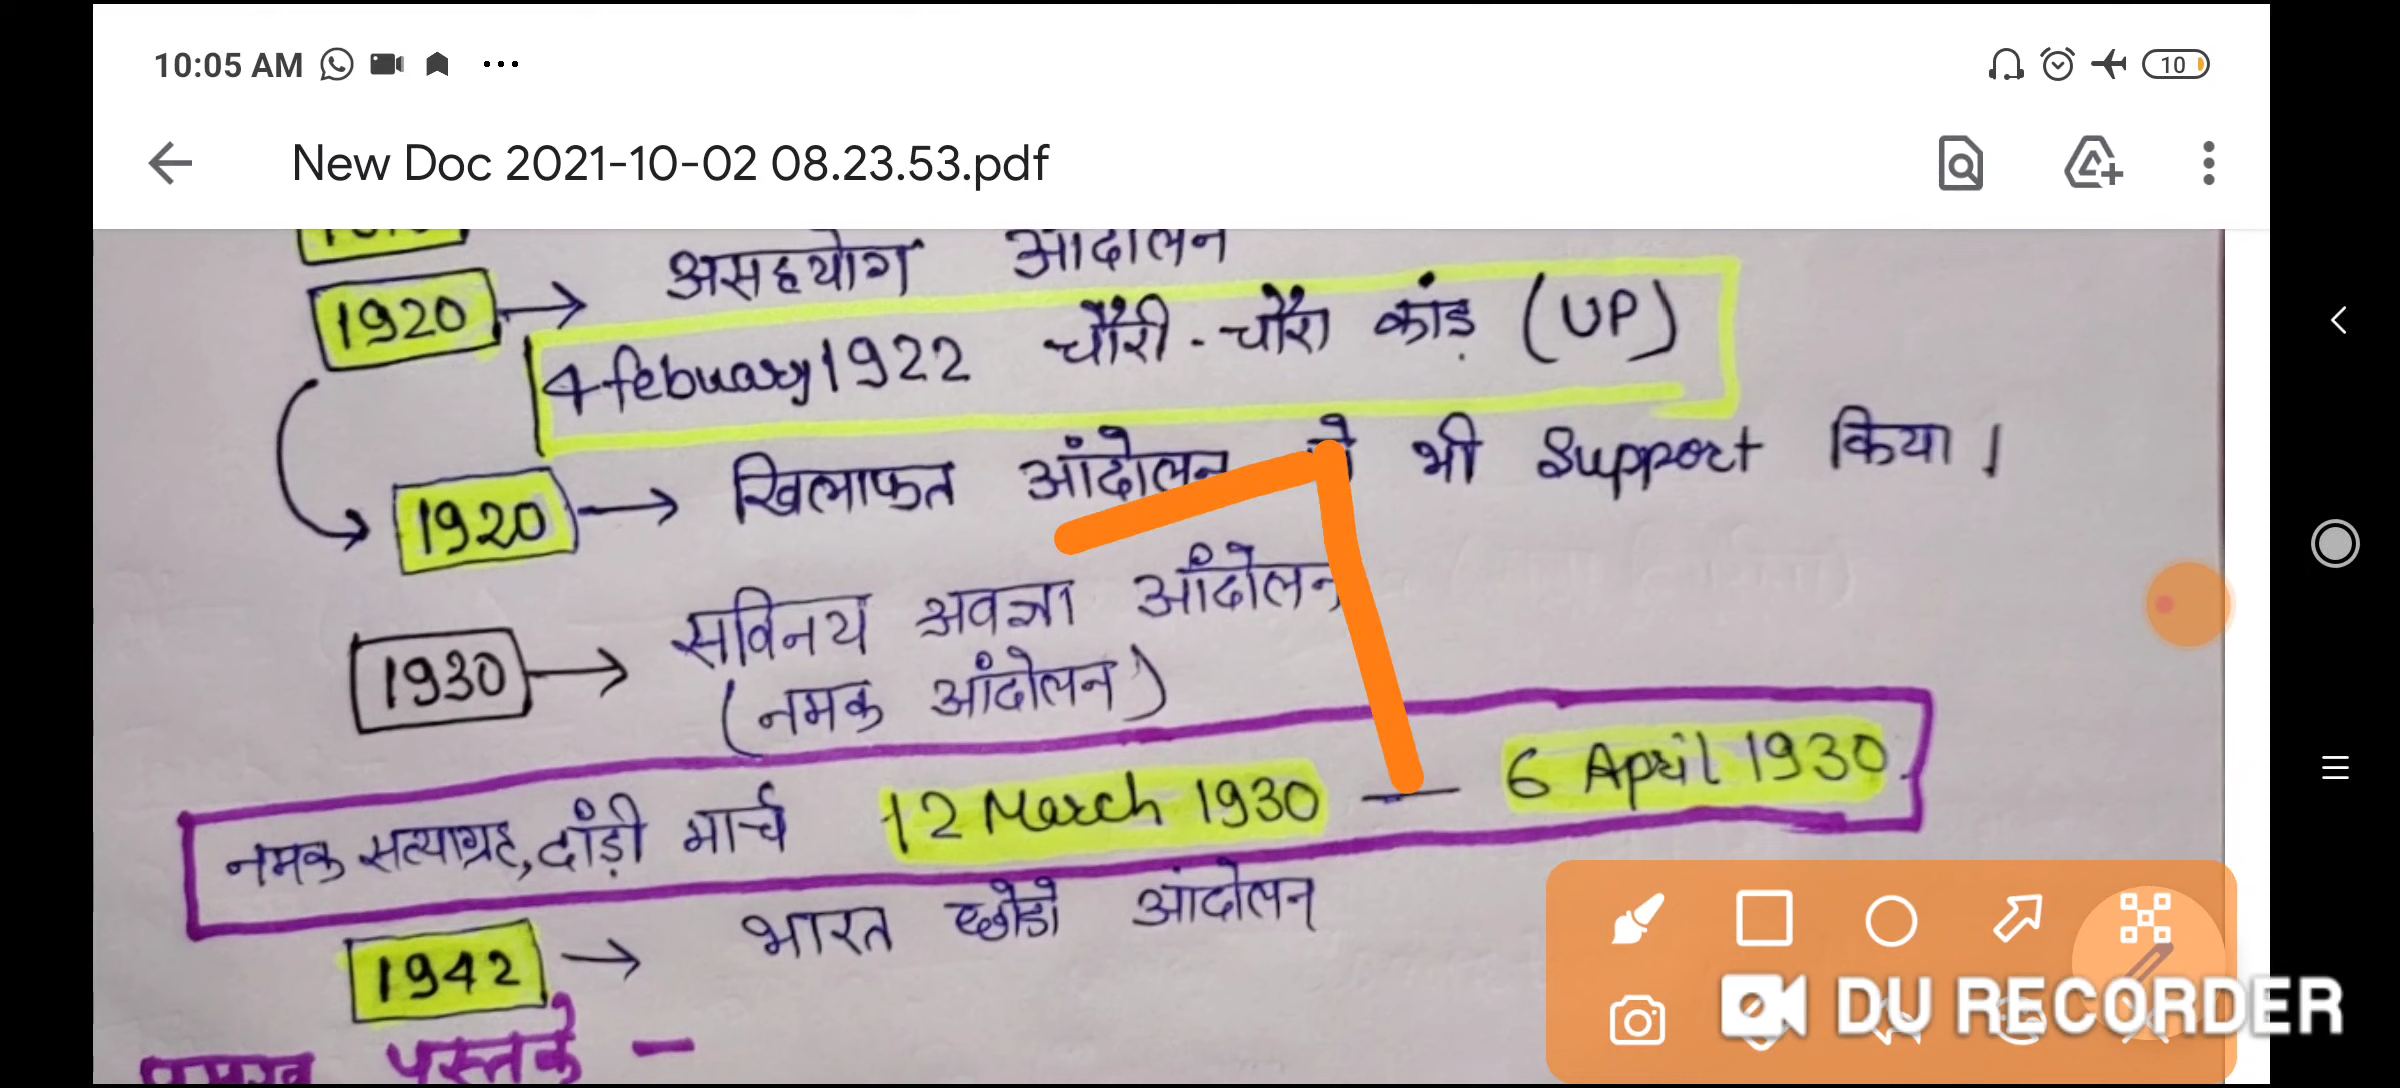 10:05 AM
10
New Doc 2021-10-02 08.23.53.pdf
1920 → असहयोग आंदोलन
4 febuary 1922 चौरी - चौरा कांड़ (UP)
1920 → खिलाफत आंदोलन भी Support किया।
1930 → सविनय अवज्ञा आंदोलन
(नमक आंदोलन)
नमक सत्याग्रह, दांड़ी मार्च 12 March 1930 — 6 April 1930
1942 → भारत छोडो आंदोलन
पुस्तके –
DU RECORDER